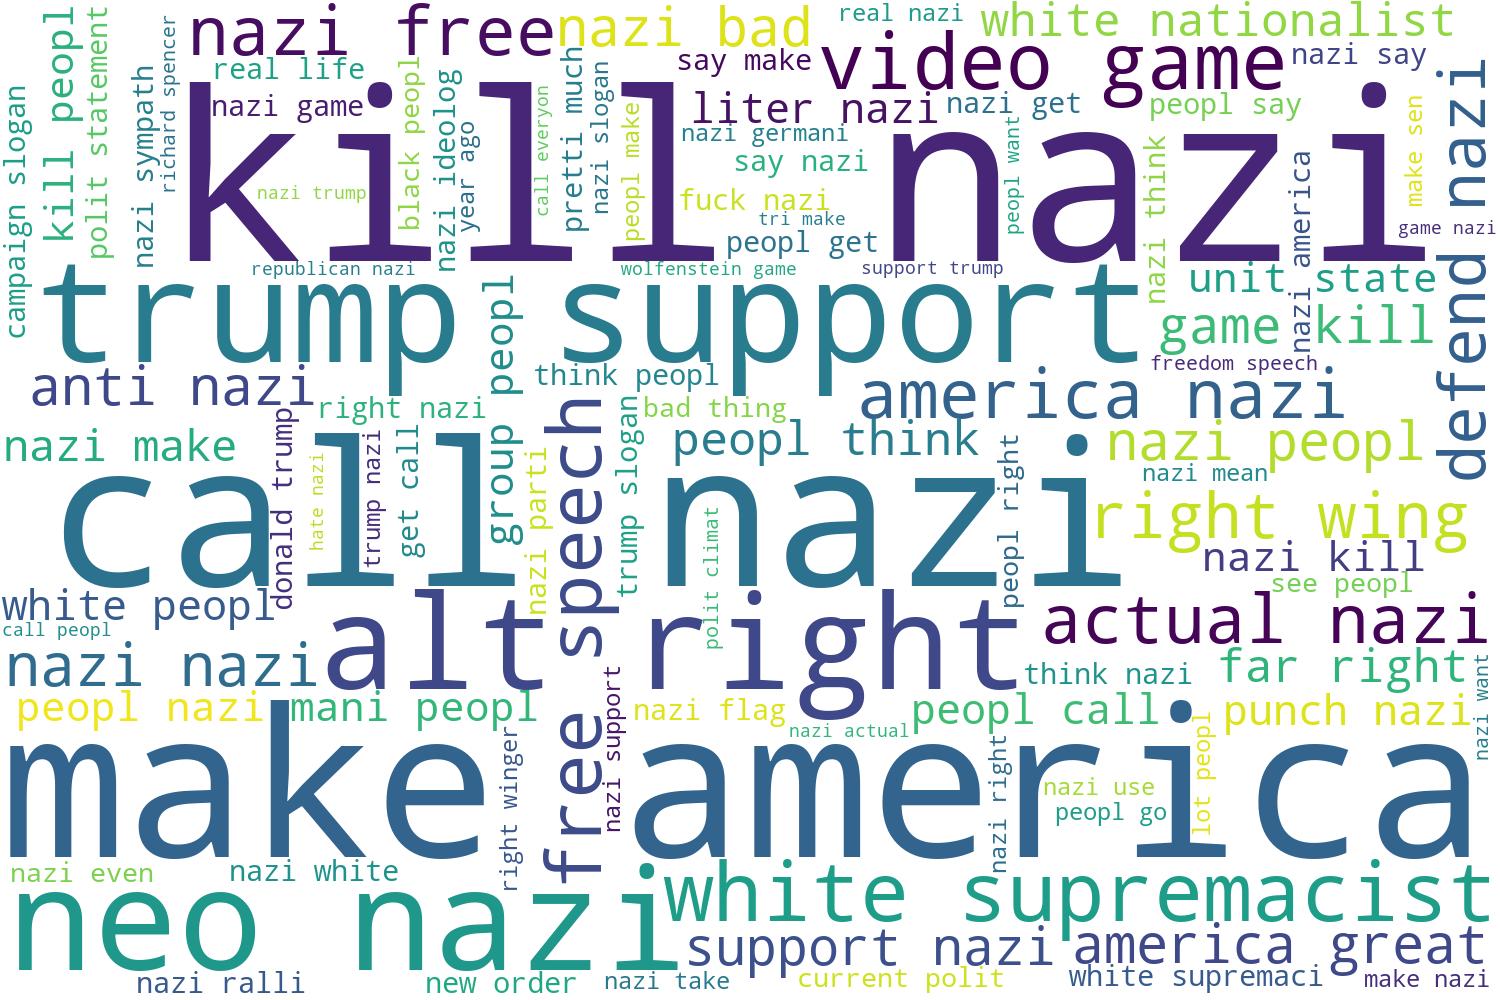 real nazi
white nationalist
nazi free
nazi bad
video game
nazi say
kill peopl
polit statement
nazi sympath
richard spencer
real life
say make
nazi game
black peopl
nazi ideolog
year ago
call everyon
pretti much
nazi slogan
peopl make
liter nazi
nazi get
peopl say
nazi germani
say nazi
peopl want
nazi think
nazi america
make sen
defend nazi
campaign slogan
kill nazi
nazi trump
fuck nazi
tri make
peopl get
game nazi
republican nazi
wolfenstein game
support trump
unit state
trump support
group peopl
game kill
freedom speech
anti nazi
think peopl
america nazi
right nazi
bad thing
free speech
trump slogan
nazi make
donald trump
hate nazi
trump nazi
get call
nazi parti
peopl think
peopl right
nazi peopl
nazi mean
call nazi
polit climat
right wing
nazi kill
see peopl
white peopl
call peopl
alt right
actual nazi
nazi nazi
think nazi
far right
nazi want
peopl nazi
mani peopl
nazi support
nazi flag
nazi actual
peopl call
punch nazi
make america
right winger
nazi right
nazi use
peopl go
lot peopl
nazi even
nazi white
neo nazi
white supremacist
support nazi
america great
nazi ralli
new order
nazi take
current polit
white supremaci
make nazi